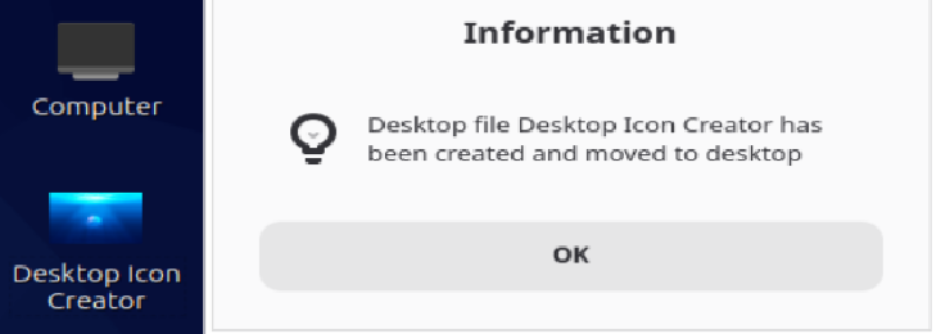 Computer
Desktop Icon
Creator
Information
Desktop file Desktop Icon Creator has
been created and moved to desktop
OK